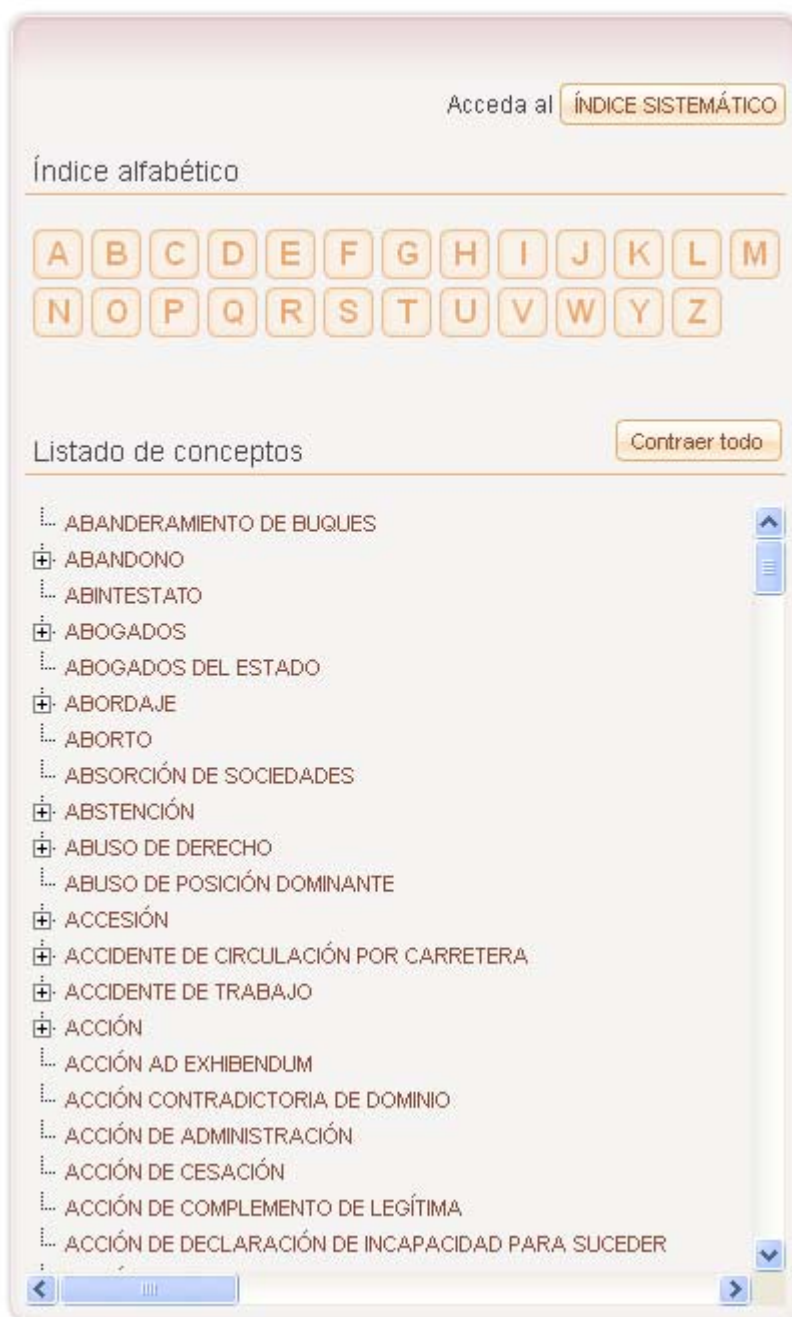 Acceda al ÍNDICE SISTEMÁTICO
Índice alfabético
A B C D E F G H I J K L M
N O P Q R S T U V W Y Z
Listado de conceptos Contraer todo
ABANDERAMIENTO DE BUQUES
ABANDONO
ABINTESTATO
ABOGADOS
ABOGADOS DEL ESTADO
ABORDAJE
ABORTO
ABSORCIÓN DE SOCIEDADES
ABSTENCIÓN
ABUSO DE DERECHO
ABUSO DE POSICIÓN DOMINANTE
ACCESIÓN
ACCIDENTE DE CIRCULACIÓN POR CARRETERA
ACCIDENTE DE TRABAJO
ACCIÓN
ACCIÓN AD EXHIBENDUM
ACCIÓN CONTRADICTORIA DE DOMINIO
ACCIÓN DE ADMINISTRACIÓN
ACCIÓN DE CESACIÓN
ACCIÓN DE COMPLEMENTO DE LEGÍTIMA
ACCIÓN DE DECLARACIÓN DE INCAPACIDAD PARA SUCEDER